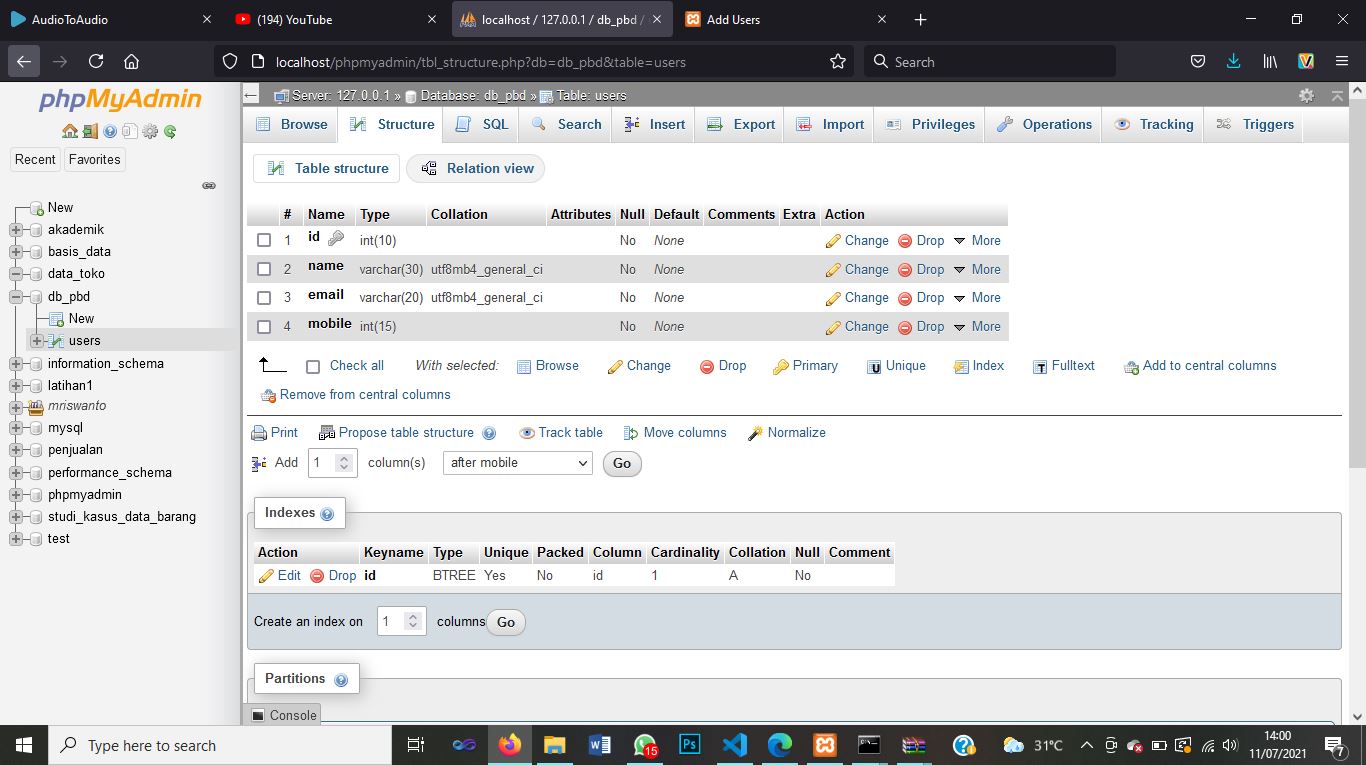 AudioToAudio
(194) YouTube
localhost / 127.0.0.1 / db_pbd /
Add Users
localhost/phpmyadmin/tbl_structure.php?db=db_pbd&table=users
Search
phpMyAdmin
Recent Favorites
New
akademik
basis_data
data_toko
db_pbd
New
users
information_schema
latihan1
mriswanto
mysql
penjualan
performance_schema
phpmyadmin
studi_kasus_data_barang
test
Server: 127.0.0.1 » Database: db_pbd » Table: users
Browse Structure SQL Search Insert Export Import Privileges Operations Tracking Triggers
Table structure Relation view
# Name Type Collation Attributes Null Default Comments Extra Action
1 id int(10) No None Change Drop More
2 name varchar(30) utf8mb4_general_ci No None Change Drop More
3 email varchar(20) utf8mb4_general_ci No None Change Drop More
4 mobile int(15) No None Change Drop More
Check all With selected: Browse Change Drop Primary Unique Index Fulltext Add to central columns
Remove from central columns
Print Propose table structure Track table Move columns Normalize
Add 1 column(s) after mobile Go
Indexes
Action Keyname Type Unique Packed Column Cardinality Collation Null Comment
Edit Drop id BTREE Yes No id 1 A No
Create an index on 1 columns Go
Partitions
Console
Type here to search
15
Ps
31°C
14:00
11/07/2021
7